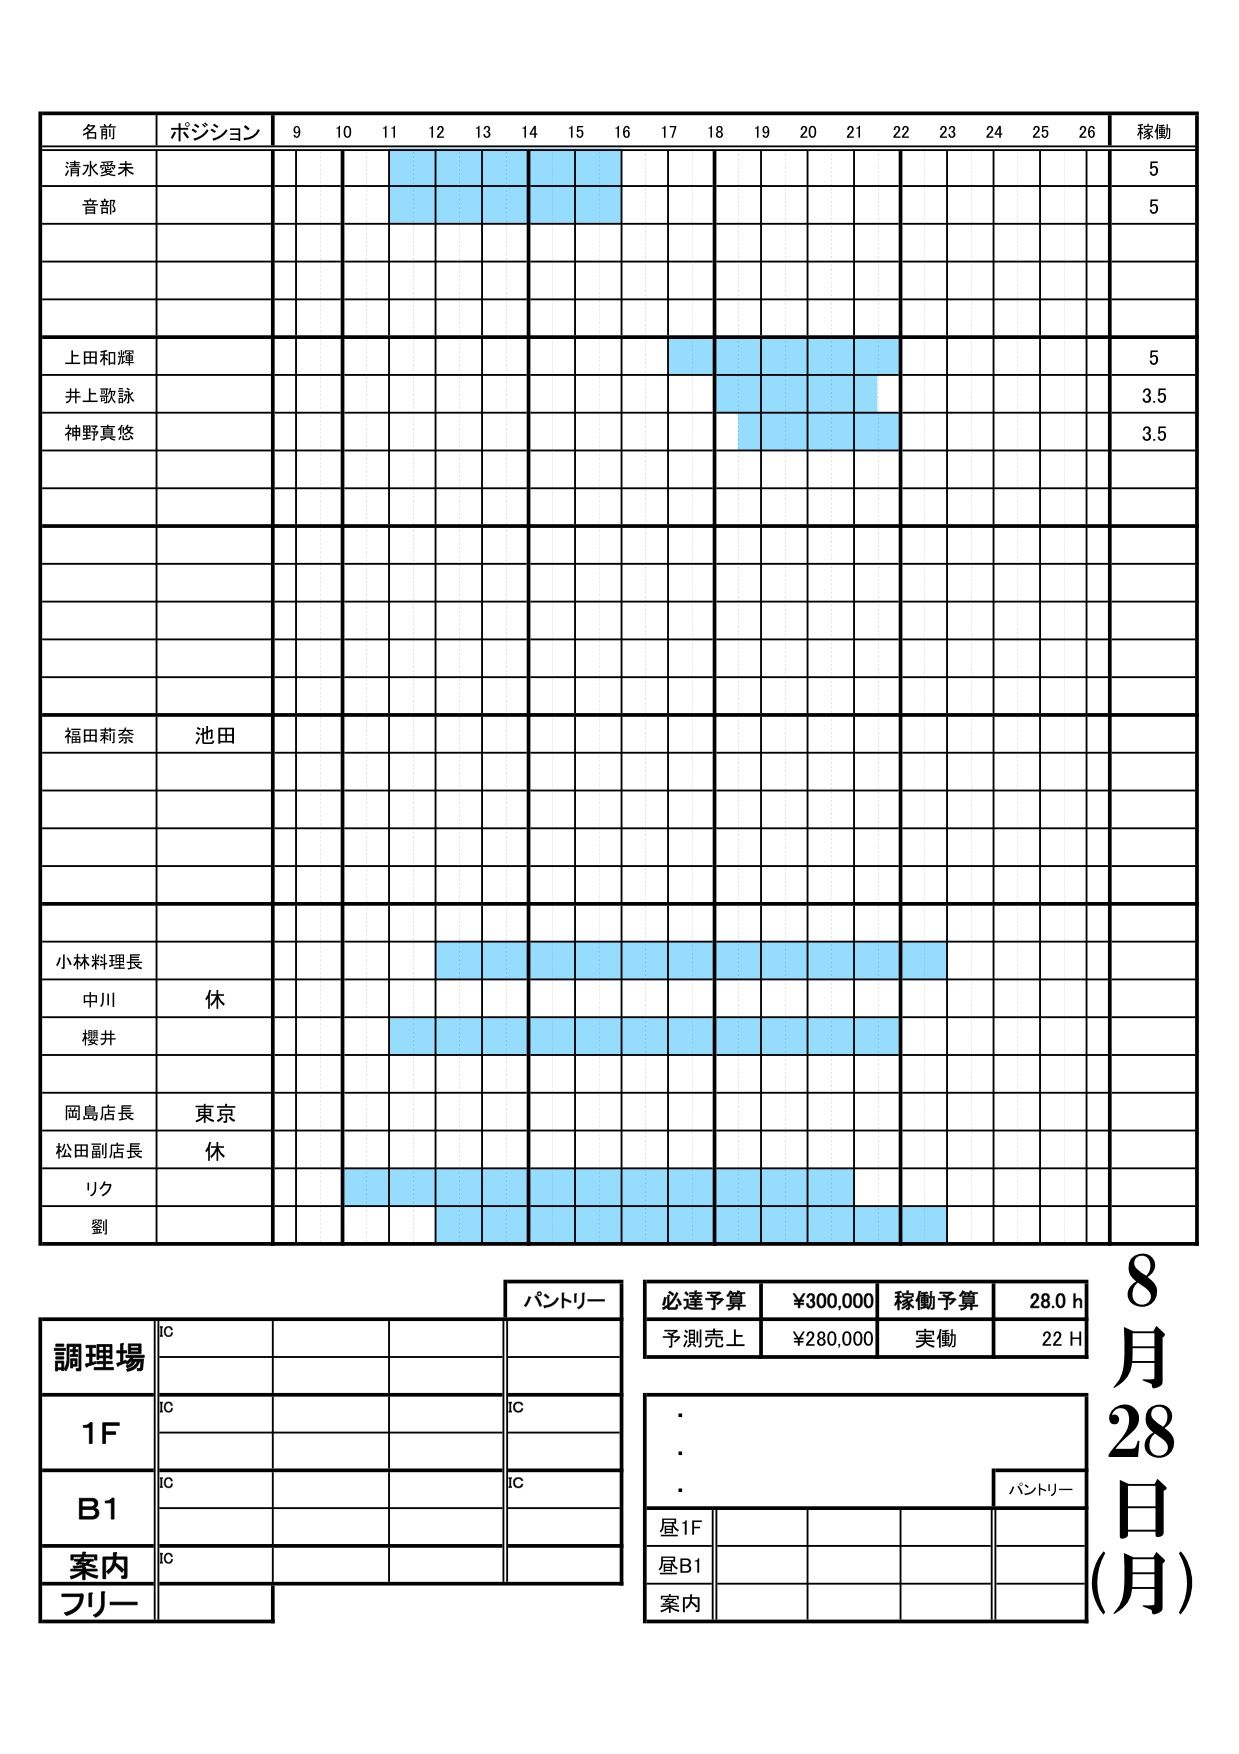 名前 ポジション 9 10 11 12 13 14 15 16 17 18 19 20 21 22 23 24 25 26 稼働
清水愛未 5
音部 5
上田和輝 5
井上歌詠 3.5
神野真悠 3.5
福田莉奈 池田
小林料理長
中川 休
櫻井
岡島店長 東京
松田副店長 休
リク
劉
パントリー
調理場 IC
1F IC IC
B1 IC IC
案内 IC
フリー
必達予算 ¥300,000 稼働予算 28.0 h
予測売上 ¥280,000 実働 22 H
・
・
・ パントリー
昼1F
昼B1
案内
8
月
28
日
(月)